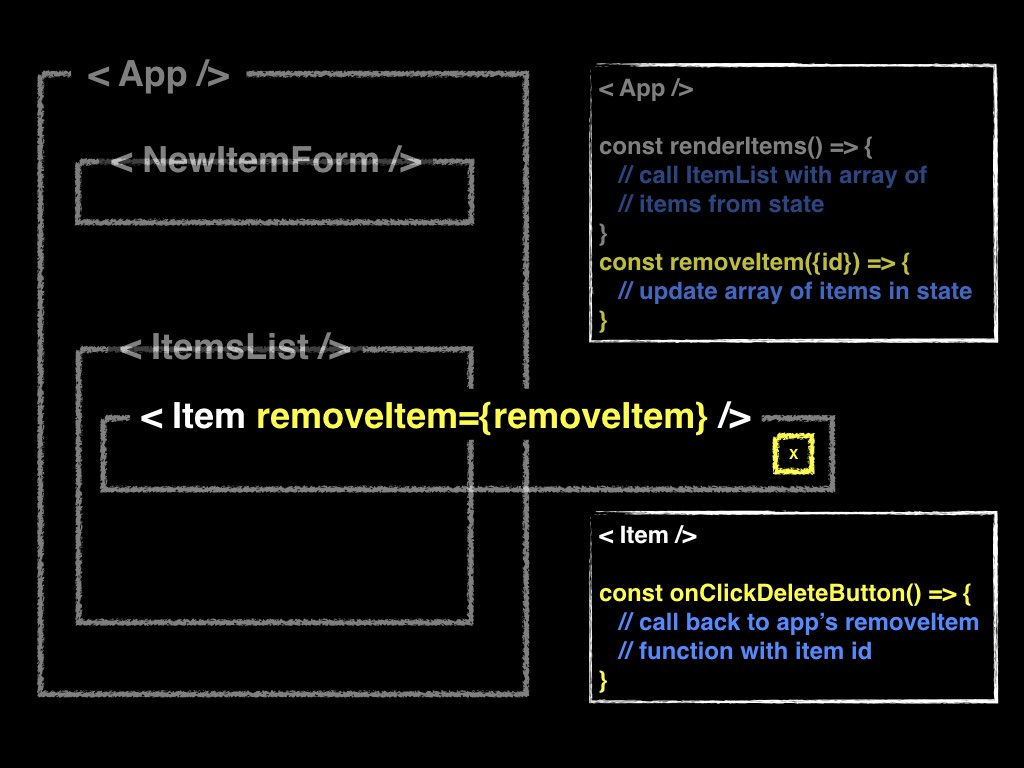 < App />
< NewItemForm />
< ItemsList />
< Item removeItem={removeItem} />
x
< App />
const renderItems() => {
// call ItemList with array of
// items from state
}
const removeItem({id}) => {
// update array of items in state
}
< Item />
const onClickDeleteButton() => {
// call back to app’s removeItem
// function with item id
}